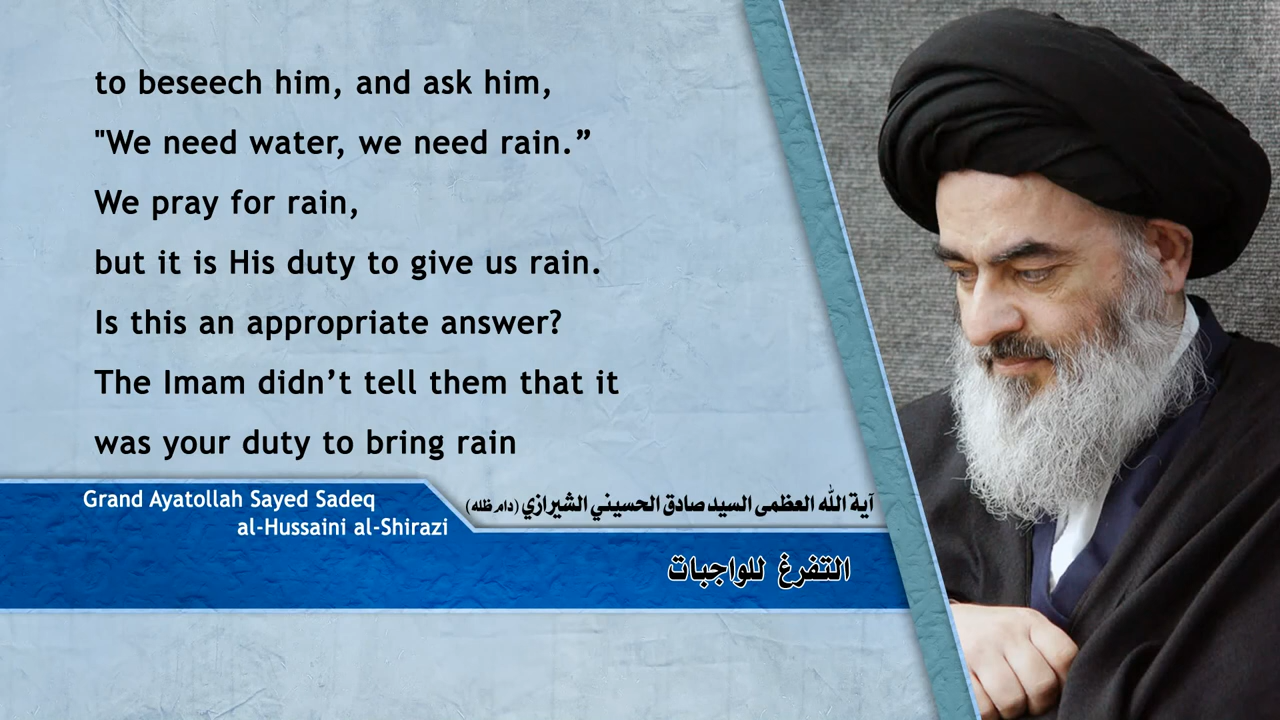 to beseech him, and ask him,
"We need water, we need rain.”
We pray for rain,
but it is His duty to give us rain.
Is this an appropriate answer?
The Imam didn’t tell them that it
was your duty to bring rain
Grand Ayatollah Sayed Sadeq
al-Hussaini al-Shirazi
آية الله العظمى السيد صادق الحسيني الشيرازي (دام ظله)
التفرغ للواجبات